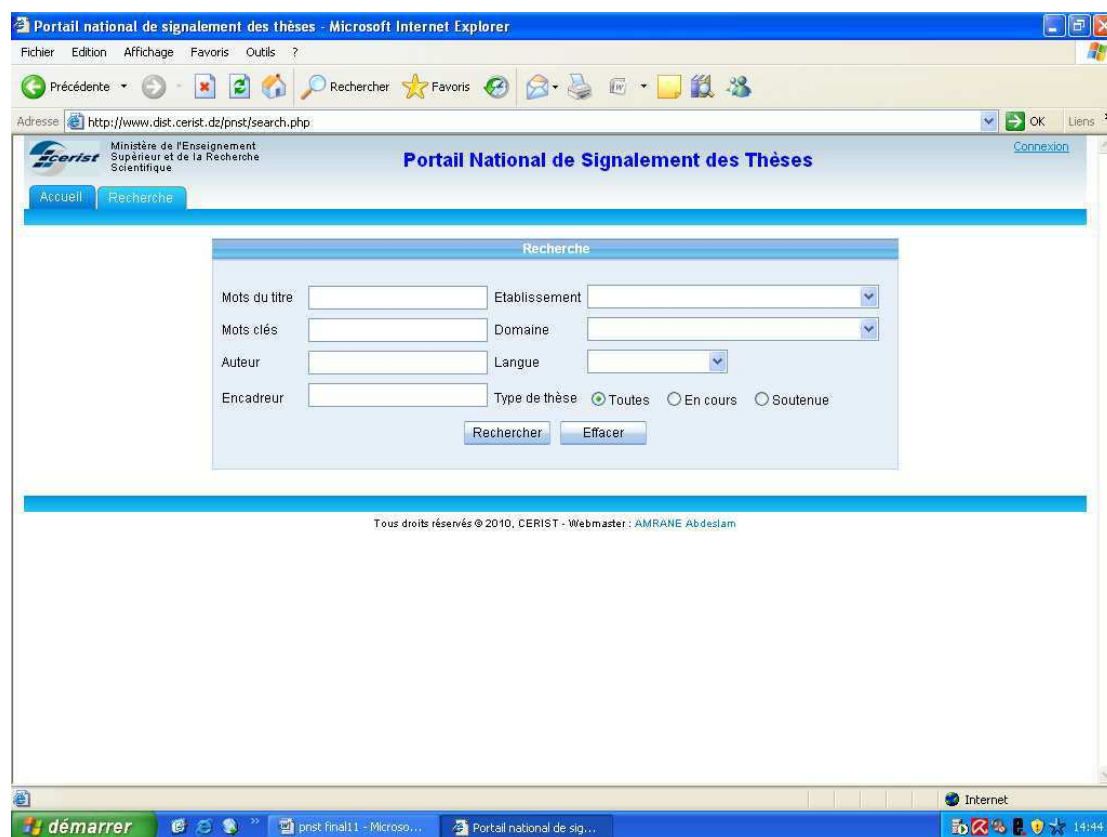 Portail national de signalement des thèses - Microsoft Internet Explorer
Fichier Edition Affichage Favoris Outils ?
Précédente Rechercher Favoris
Adresse http://www.dist.cerist.dz/pnst/search.php OK Liens
cerist
Ministère de l'Enseignement
Supèrieur et de la Recherche
Scientifique
Portail National de Signalement des Thèses
Connexion
Accueil Recherche
Recherche
Mots du titre Etablissement
Mots clés Domaine
Auteur Langue
Encadreur Type de thèse Toutes En cours Soutenue
Rechercher Effacer
Tous droits réservés © 2010, CERIST - Webmaster : AMRANE Abdeslam
Internet
démarrer pnst final11 - Microso... Portail national de sig... 14:44